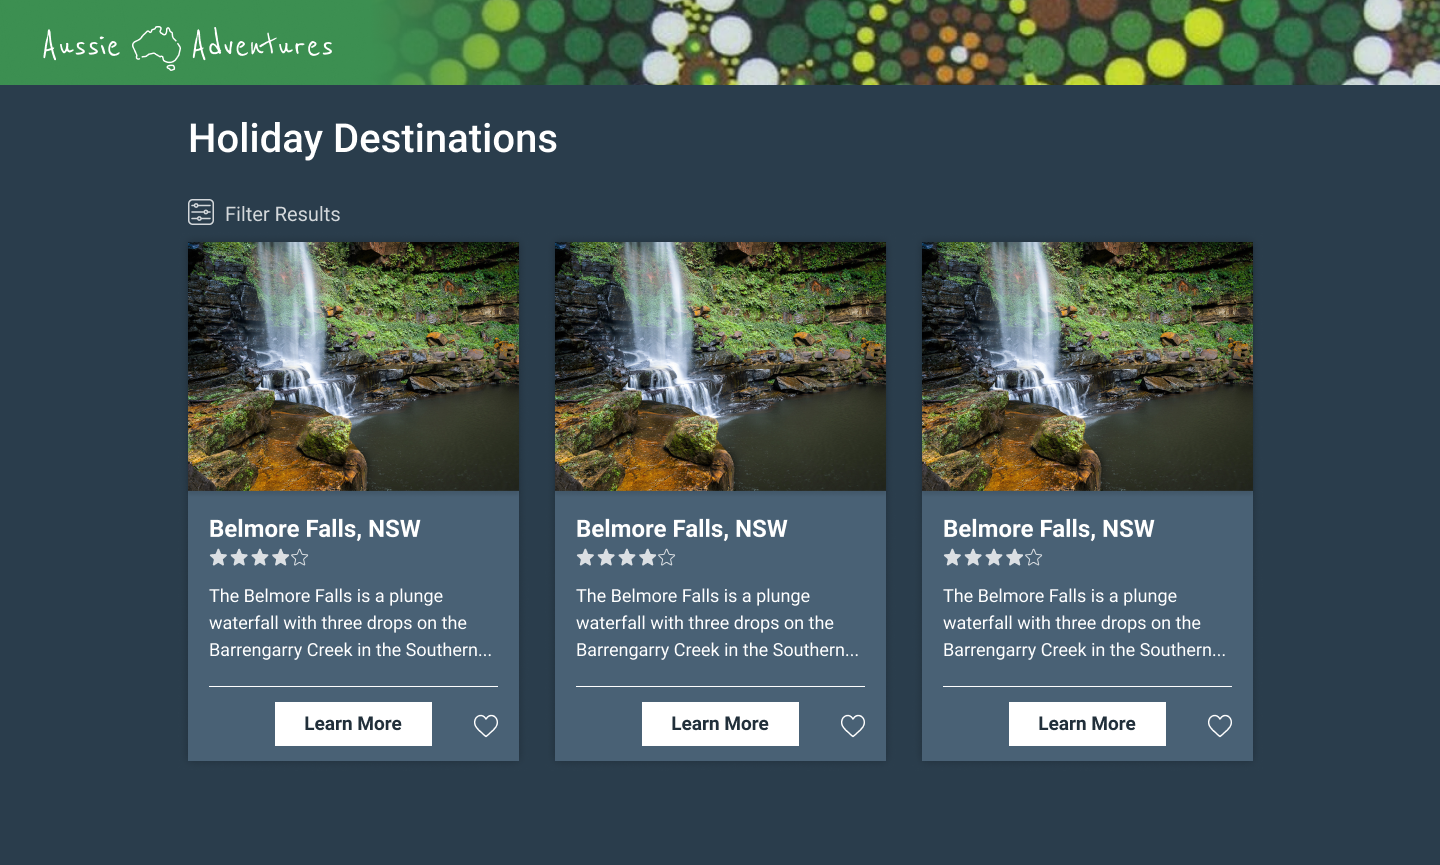 Aussie Adventures
Holiday Destinations
Filter Results
Belmore Falls, NSW
The Belmore Falls is a plunge
waterfall with three drops on the
Barrengarry Creek in the Southern...
Learn More
Belmore Falls, NSW
The Belmore Falls is a plunge
waterfall with three drops on the
Barrengarry Creek in the Southern...
Learn More
Belmore Falls, NSW
The Belmore Falls is a plunge
waterfall with three drops on the
Barrengarry Creek in the Southern...
Learn More